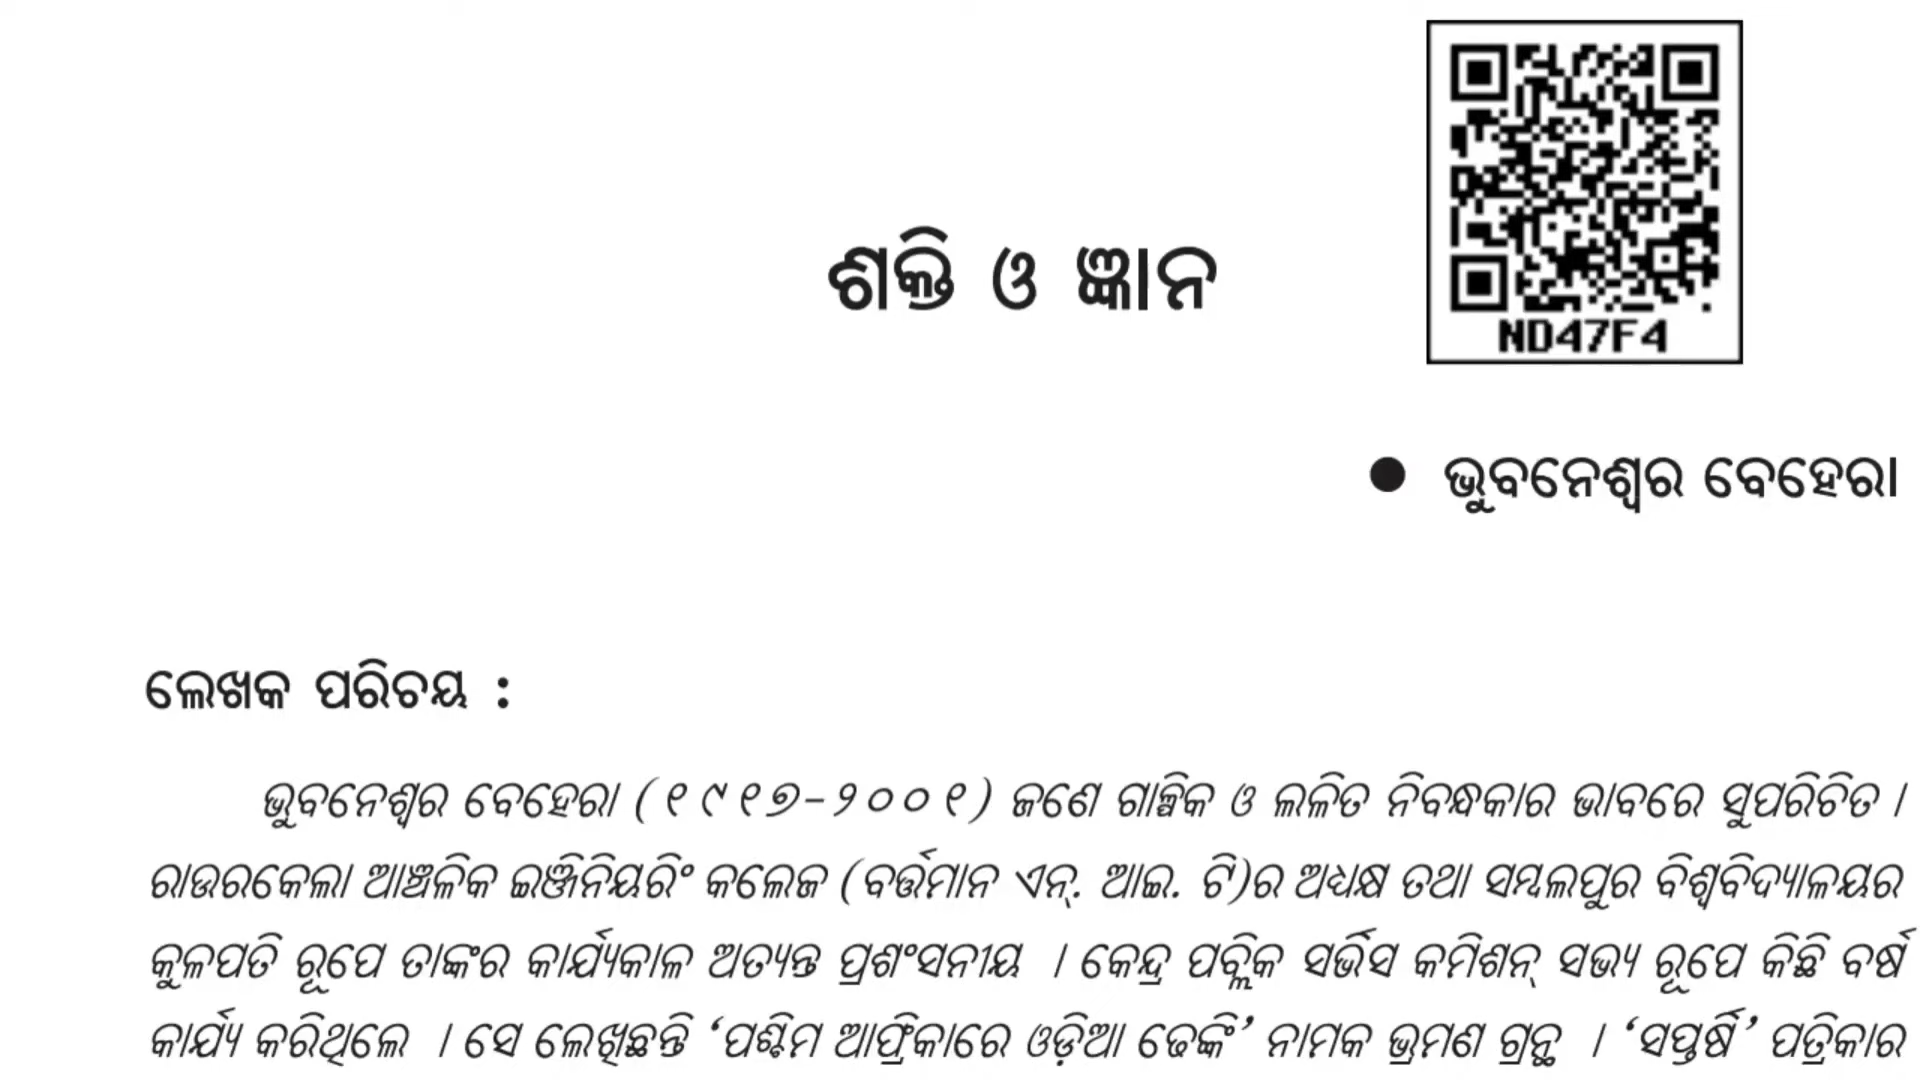 ND47F4
ଶକ୍ତି ଓ ଜ୍ଞାନ
● ଭୁବନେଶ୍ୱର ବେହେରା
ଲେଖକ ପରିଚୟ :
ଭୁବନେଶ୍ୱର ବେହେରା (୧୯୧୭-୨୦୦୧) ଜଣେ ଗାଳ୍ପିକ ଓ ଲଳିତ ନିବନ୍ଧକାର ଭାବରେ ସୁପରିଚିତ ।
ରାଉରକେଲା ଆଞ୍ଚଳିକ ଇଞ୍ଜିନିୟରିଂ କଲେଜ (ବର୍ତ୍ତମାନ ଏନ୍. ଆଇ. ଟି)ର ଅଧ୍ୟକ୍ଷ ତଥା ସମ୍ବଲପୁର ବିଶ୍ୱବିଦ୍ୟାଳୟର
କୁଳପତି ରୂପେ ତାଙ୍କର କାର୍ଯ୍ୟକାଳ ଅତ୍ୟନ୍ତ ପ୍ରଶଂସନୀୟ । କେନ୍ଦ୍ର ପବ୍ଲିକ ସର୍ଭିସ କମିଶନ୍ ସଭ୍ୟ ରୂପେ କିଛି ବର୍ଷ
କାର୍ଯ୍ୟ କରିଥିଲେ । ସେ ଲେଖିଛନ୍ତି ‘ପଶ୍ଚିମ ଆଫ୍ରିକାରେ ଓଡ଼ିଆ ଢେଙ୍କି’ ନାମକ ଭ୍ରମଣ ଗ୍ରନ୍ଥ । ‘ସପ୍ତର୍ଷି’ ପତ୍ରିକାର